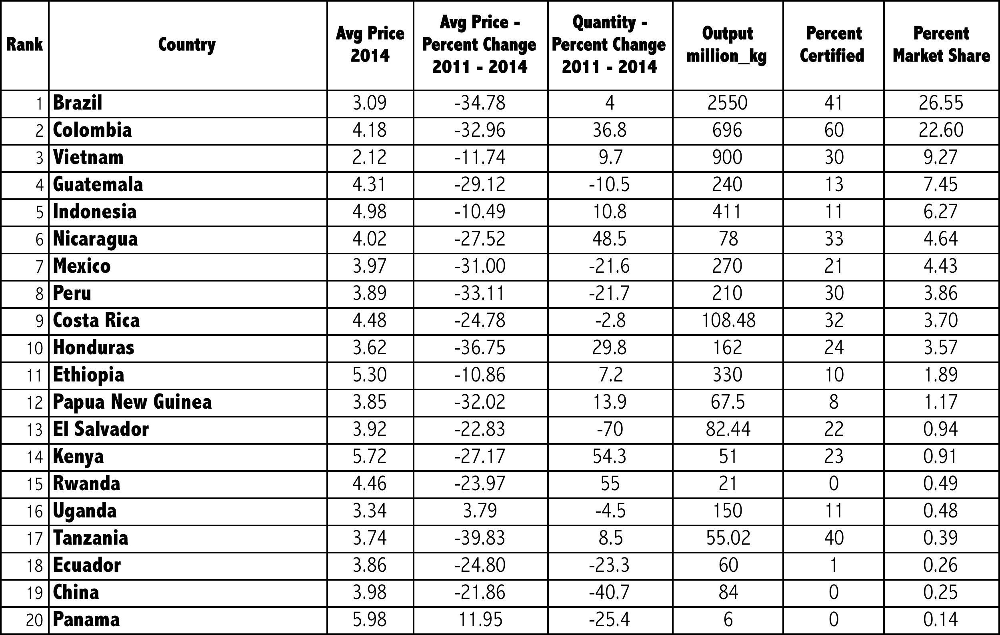 Rank Country Avg Price 2014 Avg Price - Percent Change 2011 - 2014 Quantity - Percent Change 2011 - 2014 Output million_kg Percent Certified Percent Market Share
1 Brazil 3.09 -34.78 4 2550 41 26.55
2 Colombia 4.18 -32.96 36.8 696 60 22.60
3 Vietnam 2.12 -11.74 9.7 900 30 9.27
4 Guatemala 4.31 -29.12 -10.5 240 13 7.45
5 Indonesia 4.98 -10.49 10.8 411 11 6.27
6 Nicaragua 4.02 -27.52 48.5 78 33 4.64
7 Mexico 3.97 -31.00 -21.6 270 21 4.43
8 Peru 3.89 -33.11 -21.7 210 30 3.86
9 Costa Rica 4.48 -24.78 -2.8 108.48 32 3.70
10 Honduras 3.62 -36.75 29.8 162 24 3.57
11 Ethiopia 5.30 -10.86 7.2 330 10 1.89
12 Papua New Guinea 3.85 -32.02 13.9 67.5 8 1.17
13 El Salvador 3.92 -22.83 -70 82.44 22 0.94
14 Kenya 5.72 -27.17 54.3 51 23 0.91
15 Rwanda 4.46 -23.97 55 21 0 0.49
16 Uganda 3.34 3.79 -4.5 150 11 0.48
17 Tanzania 3.74 -39.83 8.5 55.02 40 0.39
18 Ecuador 3.86 -24.80 -23.3 60 1 0.26
19 China 3.98 -21.86 -40.7 84 0 0.25
20 Panama 5.98 11.95 -25.4 6 0 0.14